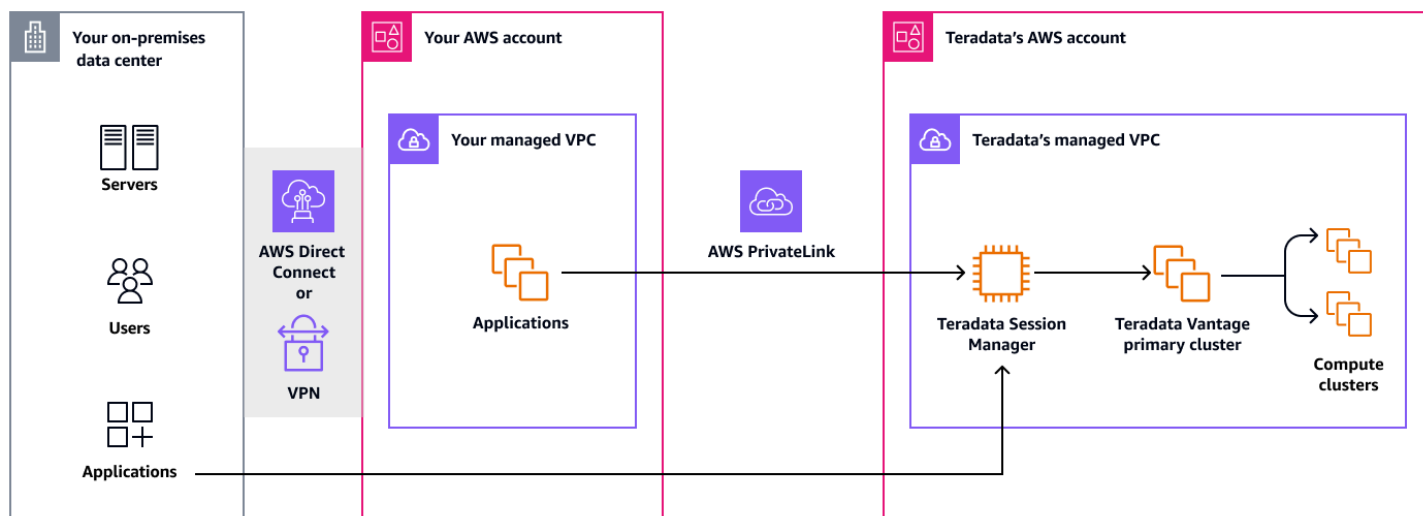 Your on-premises
data center
Servers
Users
Applications
AWS Direct
Connect
or
VPN
Your AWS account
Your managed VPC
Applications
AWS PrivateLink
Teradata’s AWS account
Teradata’s managed VPC
Teradata Session
Manager
Teradata Vantage
primary cluster
Compute
clusters